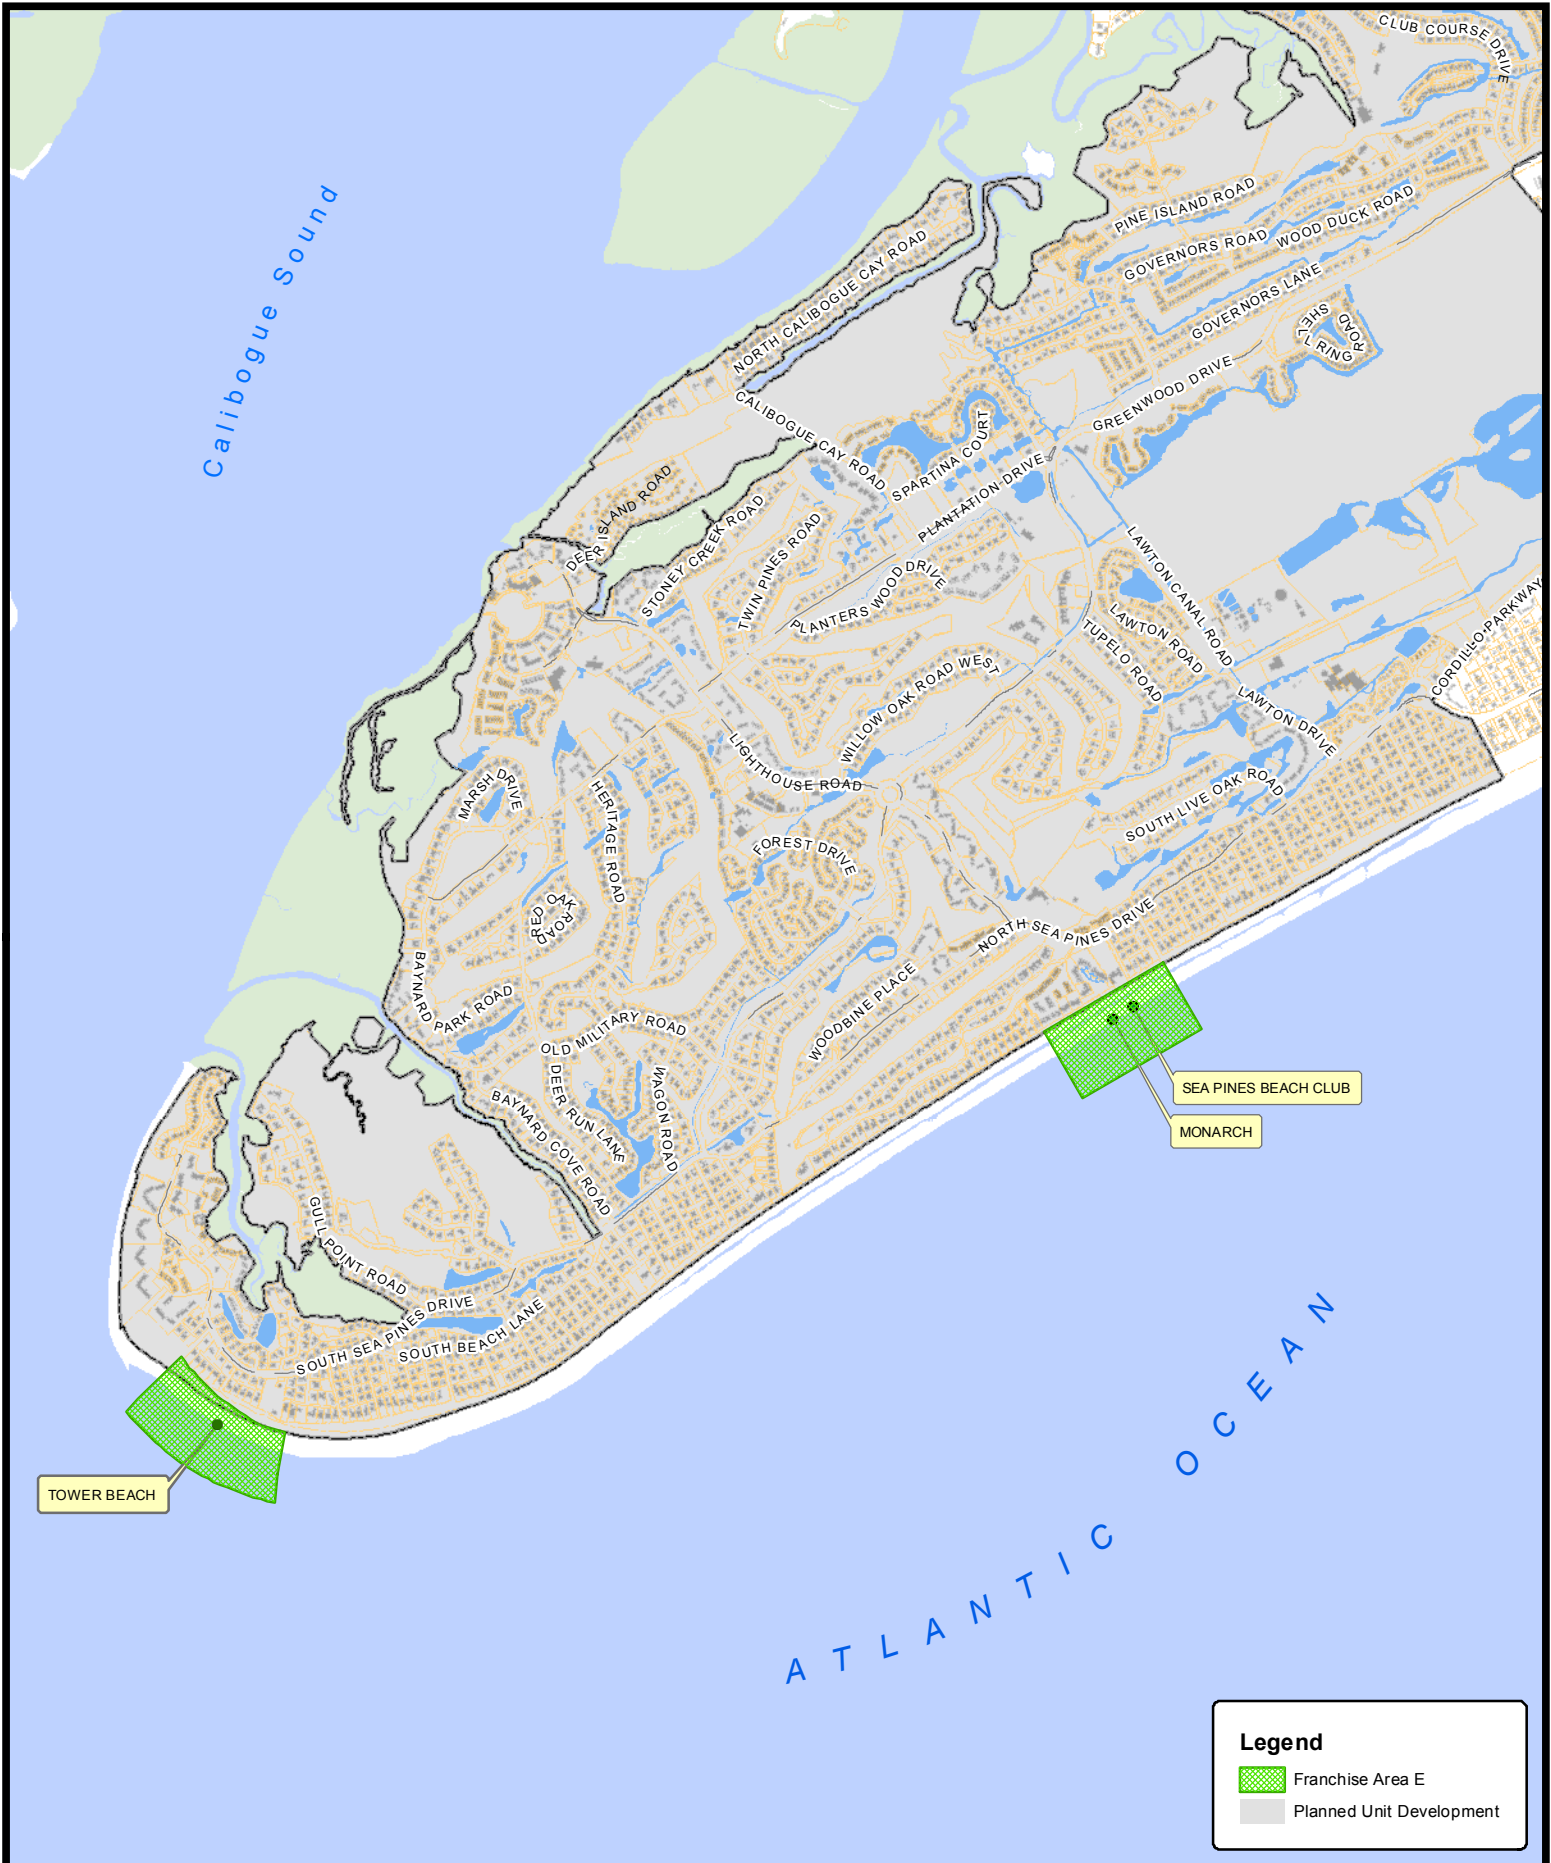 CLUB COURSE DRIVE
Calibogue Sound
PINE ISLAND ROAD
GOVERNORS ROAD
WOOD DUCK ROAD
NORTH CALIBOGUE CAY ROAD
GOVERNORS LANE
SHELL RING ROAD
GREENWOOD DRIVE
CALIBOGUE CAY ROAD
SPARTINA COURT
PLANTATION DRIVE
DEER ISLAND ROAD
STONEY CREEK ROAD
TWIN PINES ROAD
PLANTERS WOOD DRIVE
LAWTON CANAL ROAD
LAWTON ROAD
TUPELO ROAD
CORDILLO PARKWAY
WILLOW OAK ROAD WEST
LAWTON DRIVE
LIGHTHOUSE ROAD
MARSH DRIVE
HERITAGE ROAD
SOUTH LIVE OAK ROAD
FOREST DRIVE
RED OAK ROAD
NORTH SEA PINES DRIVE
BAYNARD PARK ROAD
WOODBINE PLACE
OLD MILITARY ROAD
DEER RUN LANE
WAGON ROAD
BAYNARD COVE ROAD
SEA PINES BEACH CLUB
MONARCH
GULL POINT ROAD
SOUTH SEA PINES DRIVE
SOUTH BEACH LANE
TOWER BEACH
ATLANTIC OCEAN
Legend
Franchise Area E
Planned Unit Development